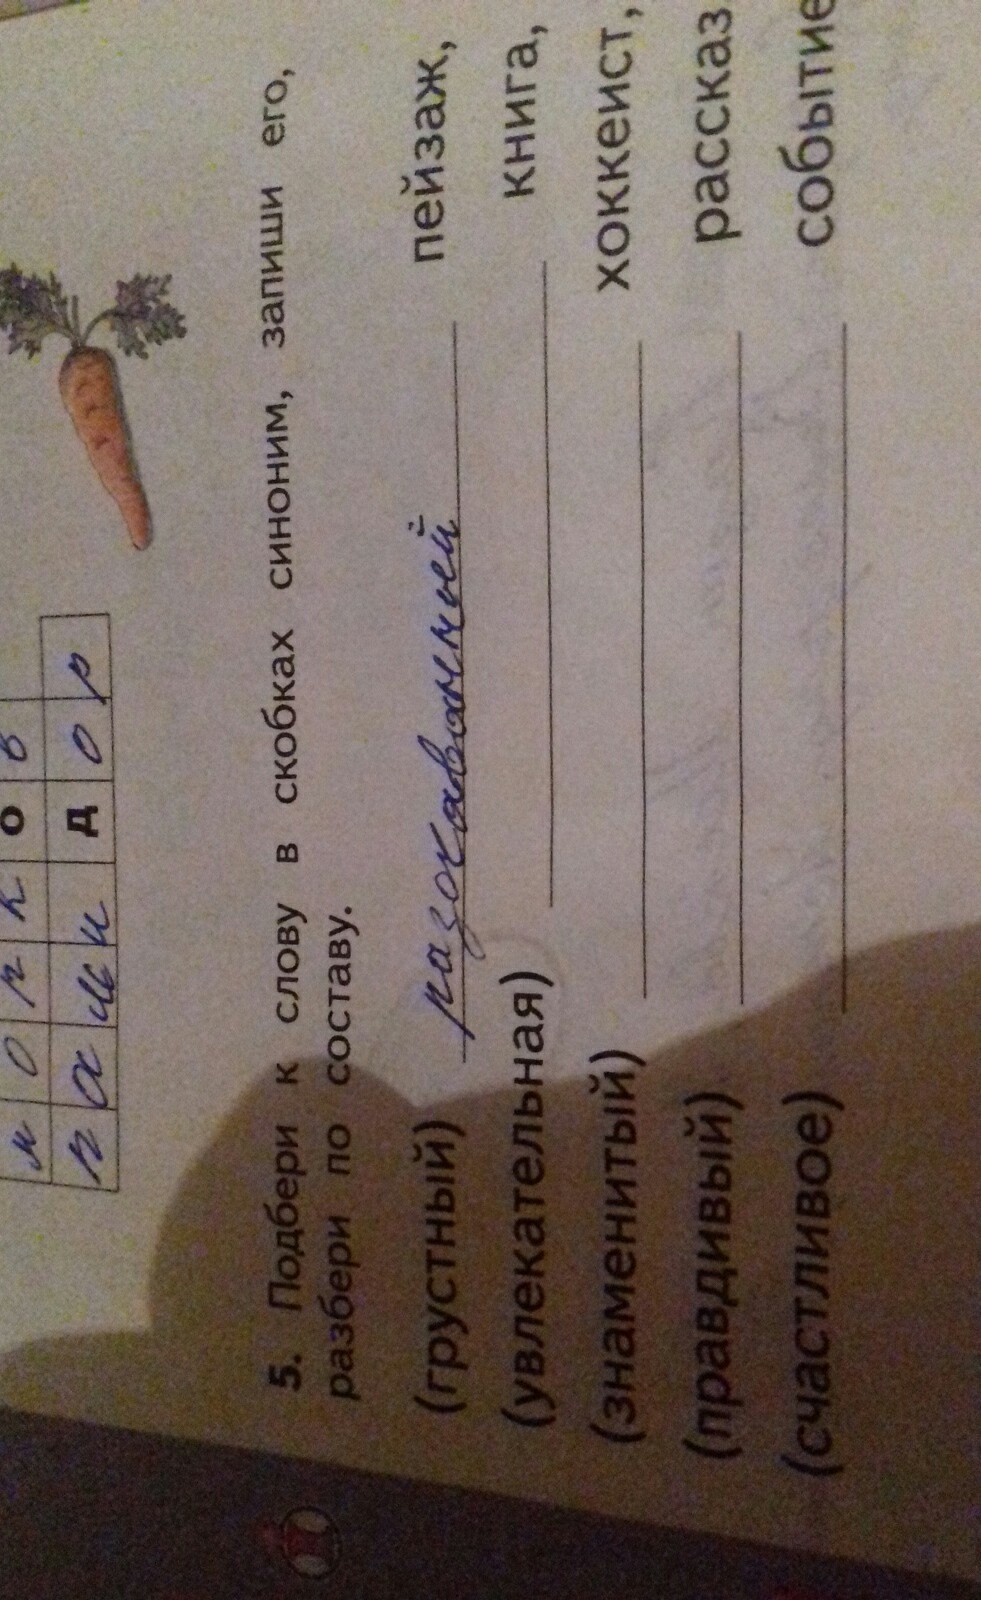 м о р к о в
п а м и д о р
5. Подбери к слову в скобках синоним, запиши его,
разбери по составу.
(грустный) пейзаж,
(увлекательная) книга,
(знаменитый) хоккеист,
(правдивый) рассказ
(счастливое) событие